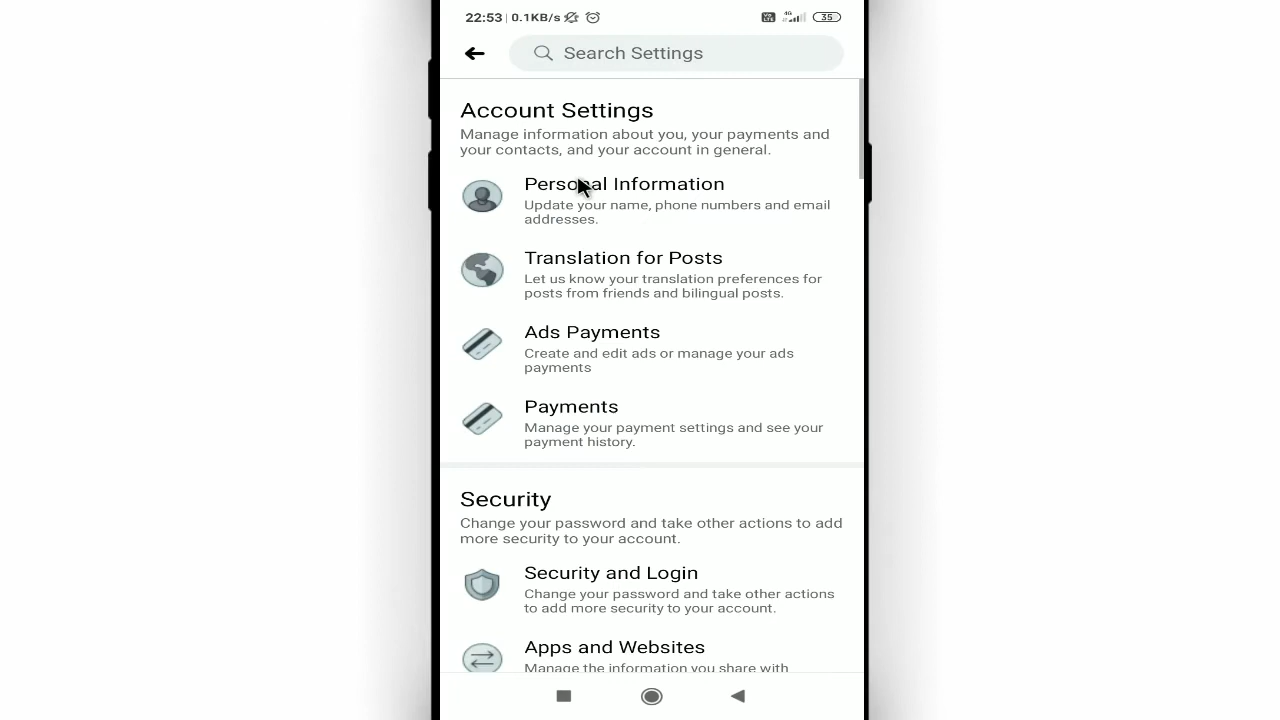 22:53 0.1KB/s 4G 35
Search Settings
Account Settings
Manage information about you, your payments and
your contacts, and your account in general.
Personal Information
Update your name, phone numbers and email
addresses.
Translation for Posts
Let us know your translation preferences for
posts from friends and bilingual posts.
Ads Payments
Create and edit ads or manage your ads
payments
Payments
Manage your payment settings and see your
payment history.
Security
Change your password and take other actions to add
more security to your account.
Security and Login
Change your password and take other actions
to add more security to your account.
Apps and Websites
Manage the information you share with